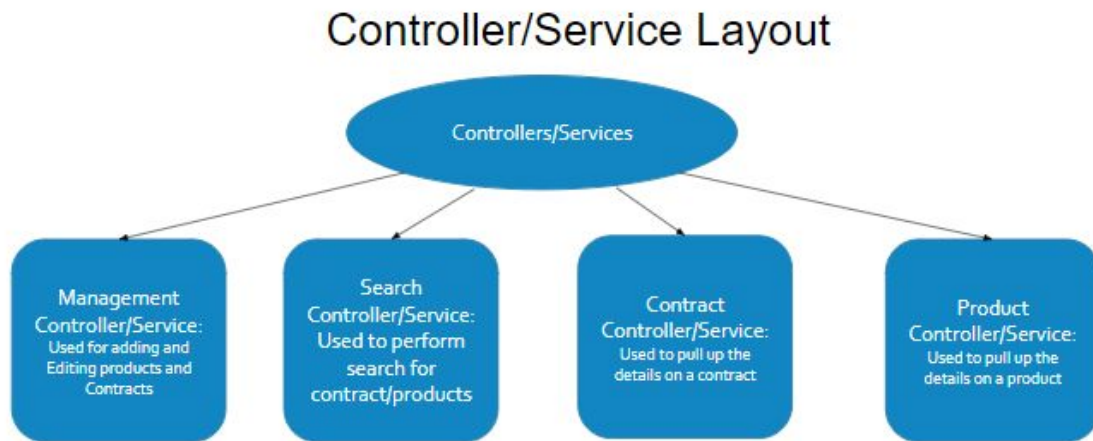 Controller/Service Layout
Controllers/Services
Management
Controller/Service:
Used for adding and
Editing products and
Contracts
Search
Controller/Service:
Used to perform
search for
contract/products
Contract
Controller/Service:
Used to pull up the
details on a contract
Product
Controller/Service:
Used to pull up the
details on a product